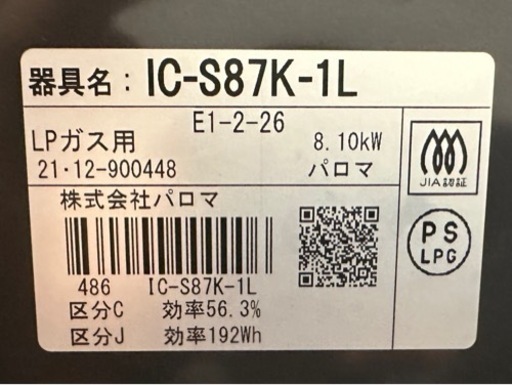 器具名: IC-S87K-1L
E1-2-26
LPガス用 8.10kW
21·12-900448 パロマ
JIA認証
株式会社パロマ
PS
LPG
486 IC-S87K-1L
区分C 効率56.3%
区分J 効率192Wh